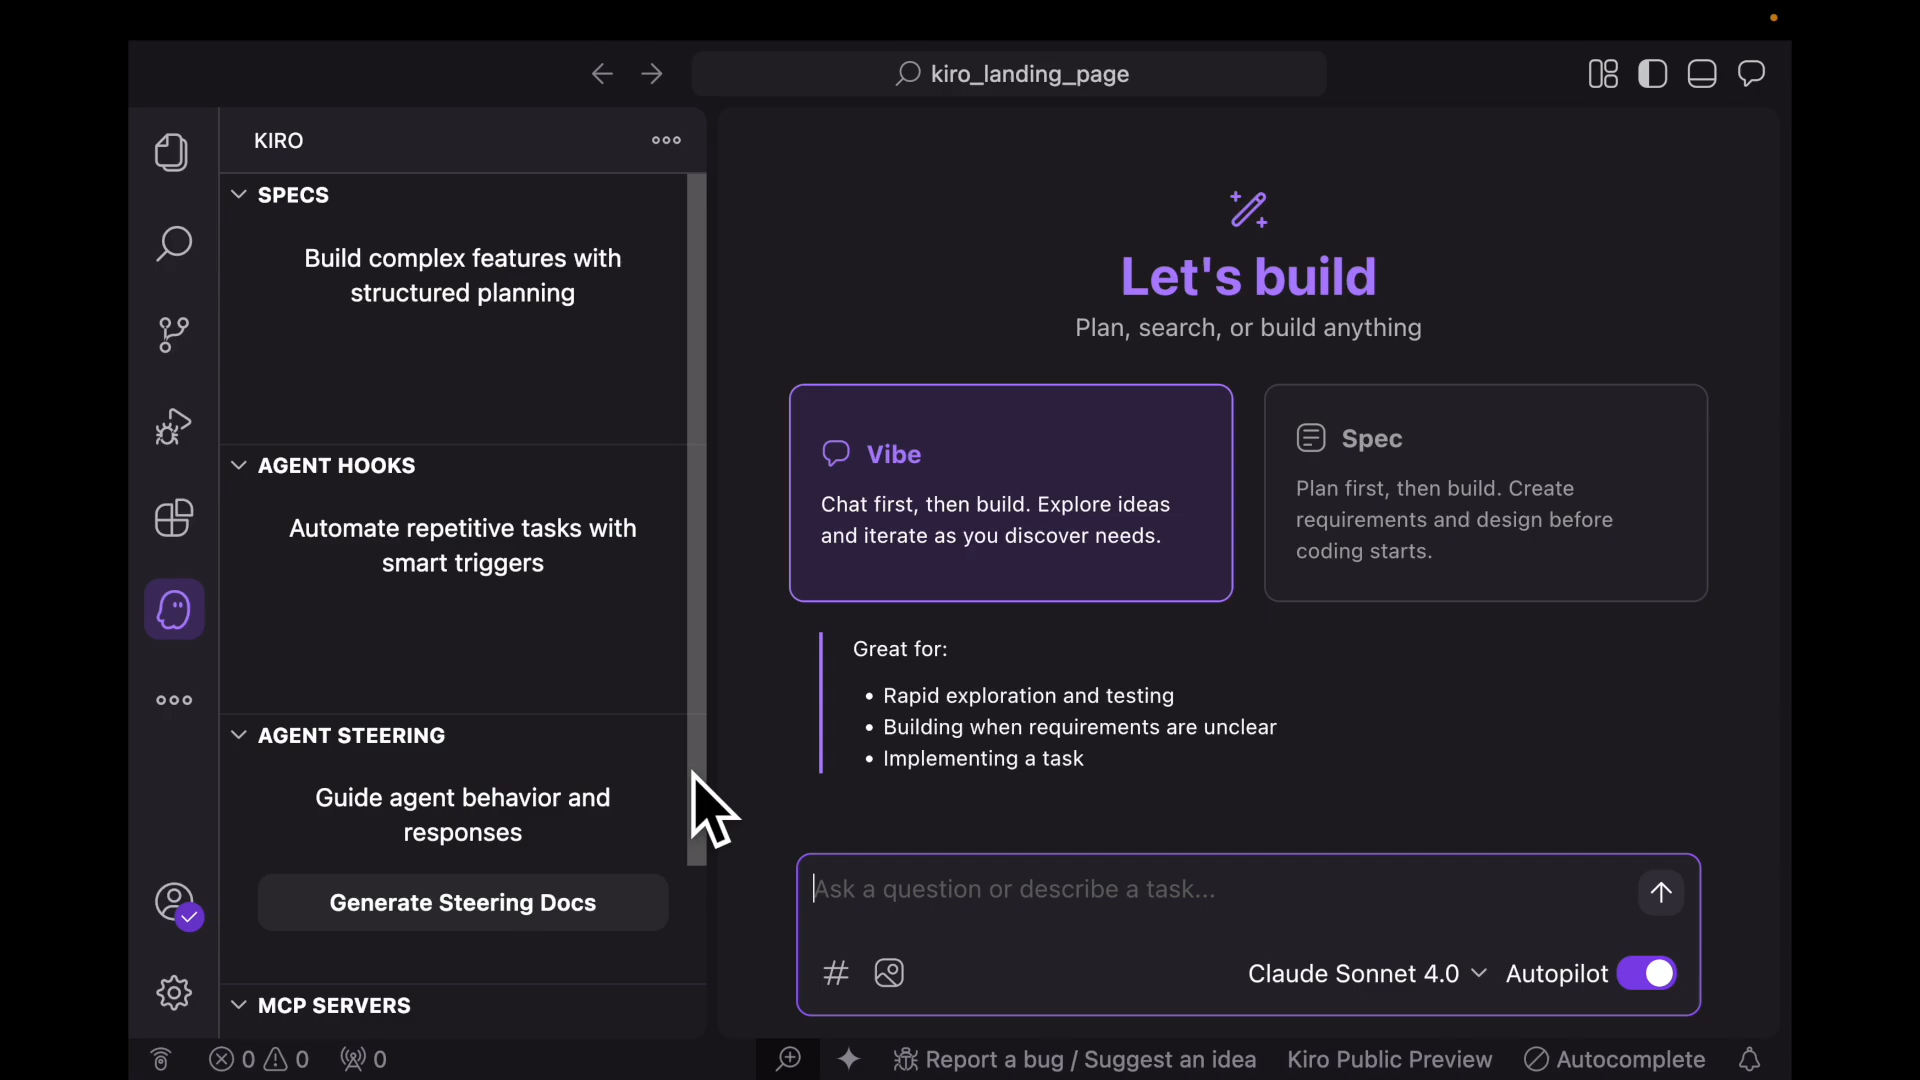 kiro_landing_page
KIRO
SPECS
Build complex features with
structured planning
AGENT HOOKS
Automate repetitive tasks with
smart triggers
AGENT STEERING
Guide agent behavior and
responses
Generate Steering Docs
MCP SERVERS
Let's build
Plan, search, or build anything
Vibe
Chat first, then build. Explore ideas
and iterate as you discover needs.
Spec
Plan first, then build. Create
requirements and design before
coding starts.
Great for:
• Rapid exploration and testing
• Building when requirements are unclear
• Implementing a task
Ask a question or describe a task...
# Claude Sonnet 4.0 Autopilot
0 0 0 Report a bug / Suggest an idea Kiro Public Preview Autocomplete